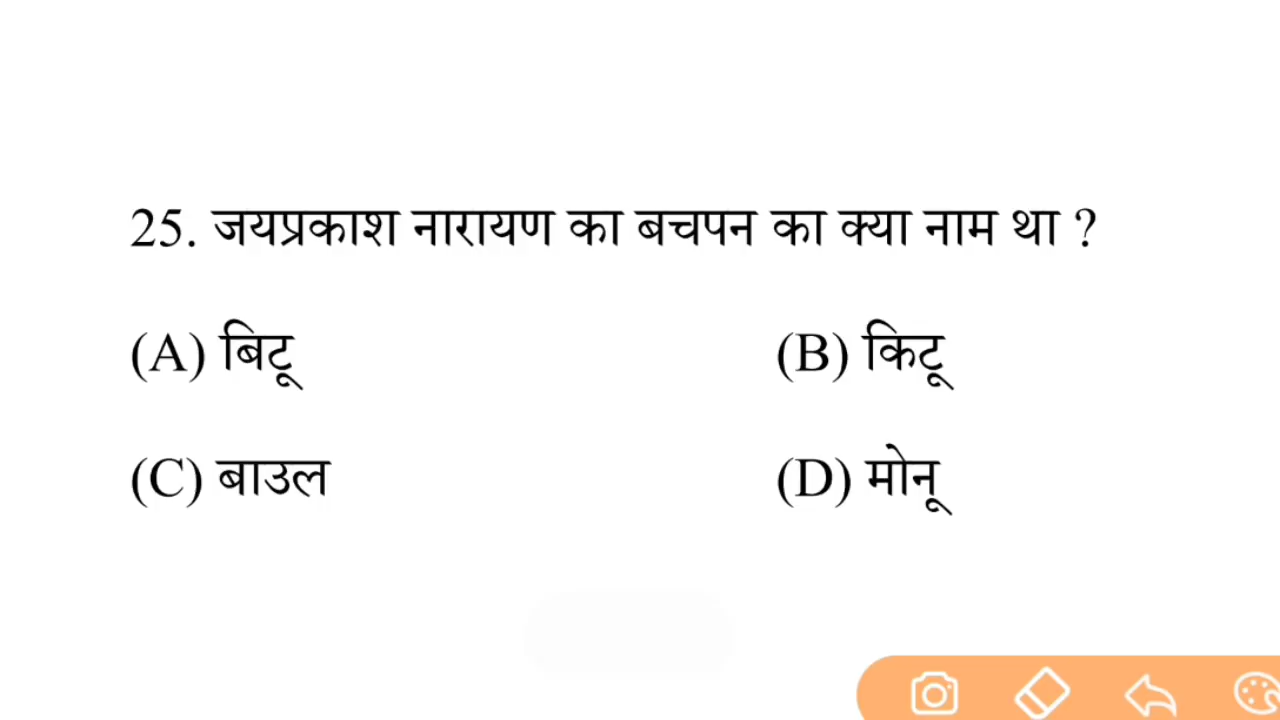 25. जयप्रकाश नारायण का बचपन का क्या नाम था ?
(A) बिटू (B) किटू
(C) बाउल (D) मोनू